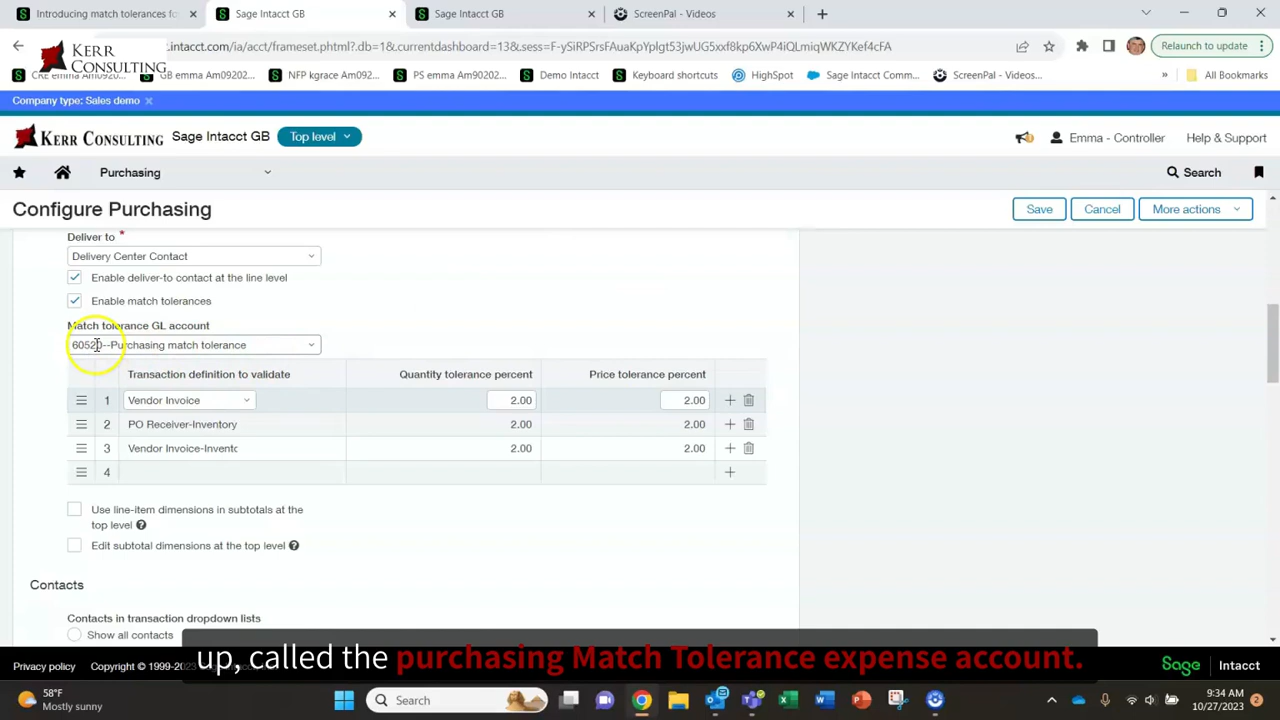 Introducing match tolerances fo
Sage Intacct GB
Sage Intacct GB
ScreenPal - Videos
.intacct.com/ia/acct/frameset.phtml?.db=1&.currentdashboard=13&.sess=F-ySiRPSrsFAuaKpYplgt53jwUG5xxf8kp6XwP4iQmiqWKZYKef4cFA
Relaunch to update
KERR
CONSULTING
GB emma Am09202
NFP kgrace Am09...
PS emma Am90920...
Demo Intacct
Keyboard shortcuts
HighSpot
Sage Intacct Comm...
ScreenPal - Videos...
»
All Bookmarks
Company type: Sales demo
KERR CONSULTING
Sage Intacct GB
Top level
Emma - Controller
Help & Support
Purchasing
Search
Configure Purchasing
Save
Cancel
More actions
Deliver to *
Delivery Center Contact
Enable deliver-to contact at the line level
Enable match tolerances
Match tolerance GL account
60520--Purchasing match tolerance
Transaction definition to validate
Quantity tolerance percent
Price tolerance percent
1 Vendor Invoice 2.00 2.00
2 PO Receiver-Inventory 2.00 2.00
3 Vendor Invoice-Invento 2.00 2.00
4
Use line-item dimensions in subtotals at the
top level
Edit subtotal dimensions at the top level
Contacts
Contacts in transaction dropdown lists
Show all contacts
up, called the purchasing Match Tolerance expense account.
Privacy policy
Copyright © 1999-202
Sage
Intacct
58°F
Mostly sunny
Search
9:34 AM
10/27/2023